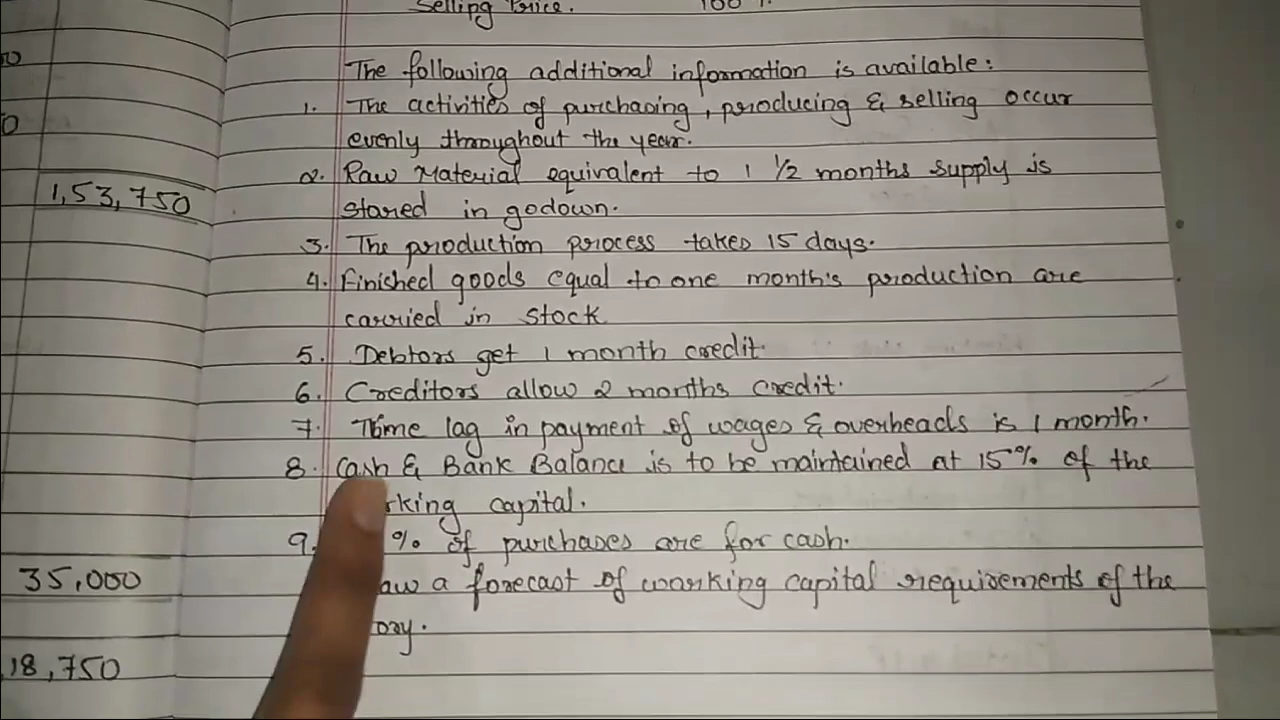 Selling Price. 100 %
The following additional information is available:
1. The activities of purchasing, producing & selling occur
evenly throughout the year.
2. Raw Material equivalent to 1 1/2 months supply is
1,53,750
stored in godown.
3. The production process takes 15 days.
4. Finished goods equal to one month's production are
carried in stock
5. Debtors get 1 month credit.
6. Creditors allow 2 months credit.
7. Time lag in payment of wages & overheads is 1 month.
8. Cash & Bank Balance is to be maintained at 15% of the
rking capital.
9. % of purchases are for cash.
35,000
aw a forecast of working capital requirements of the
ory.
18,750